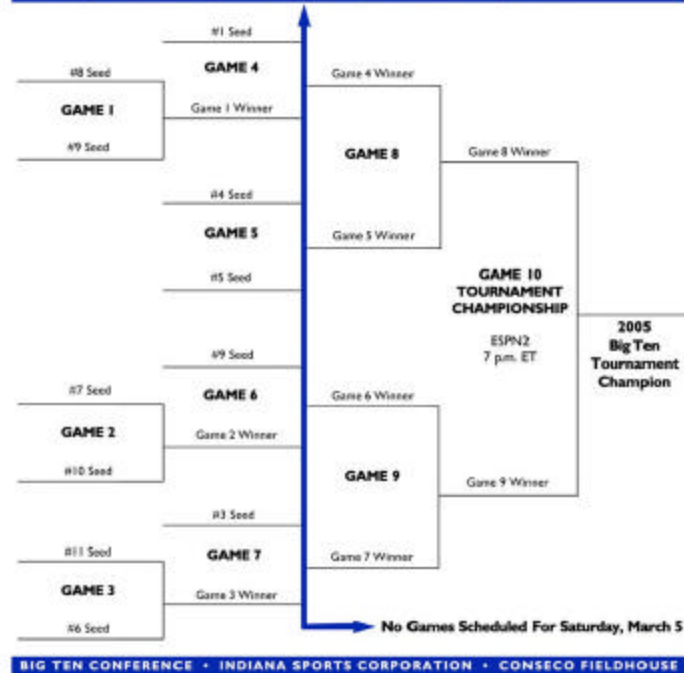 #1 Seed
GAME 4
#8 Seed
Game 4 Winner
GAME 1
Game 1 Winner
#9 Seed
GAME 8
Game 8 Winner
#4 Seed
GAME 5
Game 5 Winner
#5 Seed
GAME 10
TOURNAMENT
CHAMPIONSHIP
ESPN2
7 p.m. ET
2005
Big Ten
Tournament
Champion
#9 Seed
GAME 6
#7 Seed
Game 6 Winner
GAME 2
Game 2 Winner
#10 Seed
GAME 9
Game 9 Winner
#3 Seed
GAME 7
Game 7 Winner
#11 Seed
GAME 3
Game 3 Winner
#6 Seed
No Games Scheduled For Saturday, March 5
BIG TEN CONFERENCE • INDIANA SPORTS CORPORATION • CONSECO FIELDHOUSE